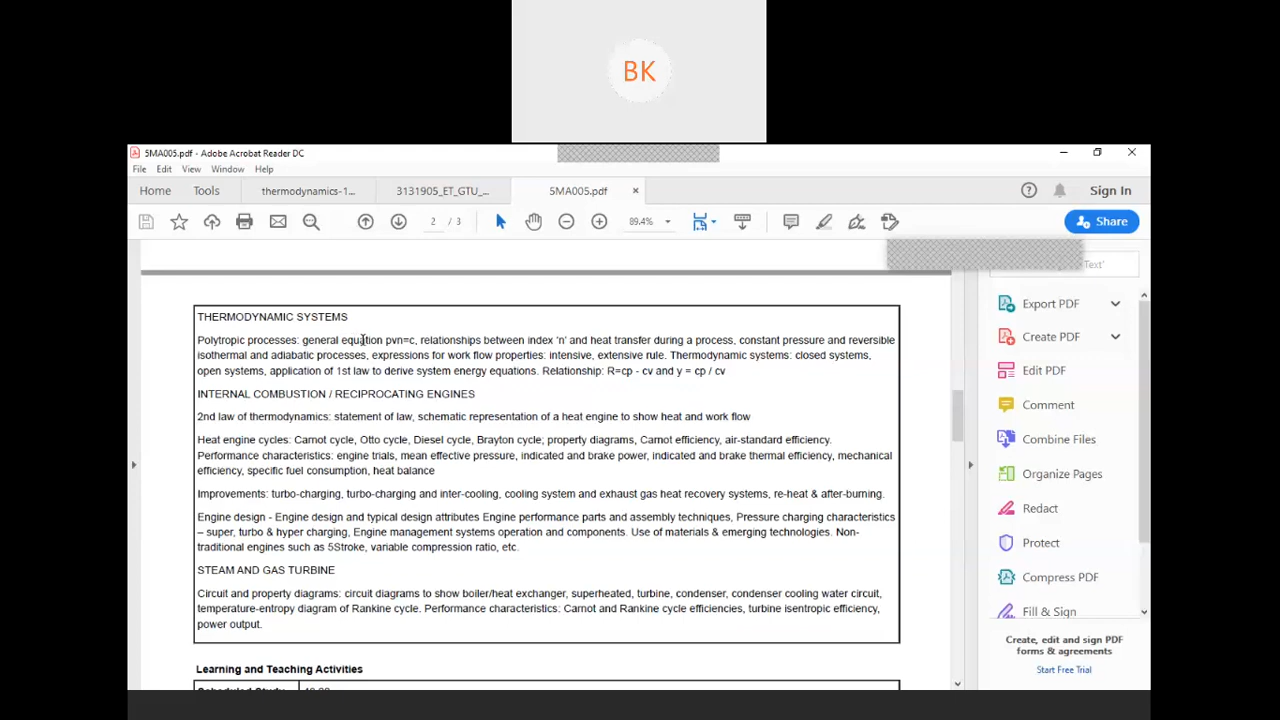 BK
5MA005.pdf - Adobe Acrobat Reader DC
File Edit View Window Help
Home Tools thermodynamics-1... 3131905_ET_GTU_... 5MA005.pdf × Sign In
2 / 3 89.4% Share
Text'
THERMODYNAMIC SYSTEMS
Polytropic processes: general equation pvn=c, relationships between index 'n' and heat transfer during a process, constant pressure and reversible
isothermal and adiabatic processes, expressions for work flow properties: intensive, extensive rule. Thermodynamic systems: closed systems,
open systems, application of 1st law to derive system energy equations. Relationship: R=cp - cv and y = cp / cv
INTERNAL COMBUSTION / RECIPROCATING ENGINES
2nd law of thermodynamics: statement of law, schematic representation of a heat engine to show heat and work flow
Heat engine cycles: Carnot cycle, Otto cycle, Diesel cycle, Brayton cycle; property diagrams, Carnot efficiency, air-standard efficiency.
Performance characteristics: engine trials, mean effective pressure, indicated and brake power, indicated and brake thermal efficiency, mechanical
efficiency, specific fuel consumption, heat balance
Improvements: turbo-charging, turbo-charging and inter-cooling, cooling system and exhaust gas heat recovery systems, re-heat & after-burning.
Engine design - Engine design and typical design attributes Engine performance parts and assembly techniques, Pressure charging characteristics
– super, turbo & hyper charging, Engine management systems operation and components. Use of materials & emerging technologies. Non-
traditional engines such as 5Stroke, variable compression ratio, etc.
STEAM AND GAS TURBINE
Circuit and property diagrams: circuit diagrams to show boiler/heat exchanger, superheated, turbine, condenser, condenser cooling water circuit,
temperature-entropy diagram of Rankine cycle. Performance characteristics: Carnot and Rankine cycle efficiencies, turbine isentropic efficiency,
power output.
Learning and Teaching Activities
Export PDF
Create PDF
Edit PDF
Comment
Combine Files
Organize Pages
Redact
Protect
Compress PDF
Fill & Sign
Create, edit and sign PDF
forms & agreements
Start Free Trial